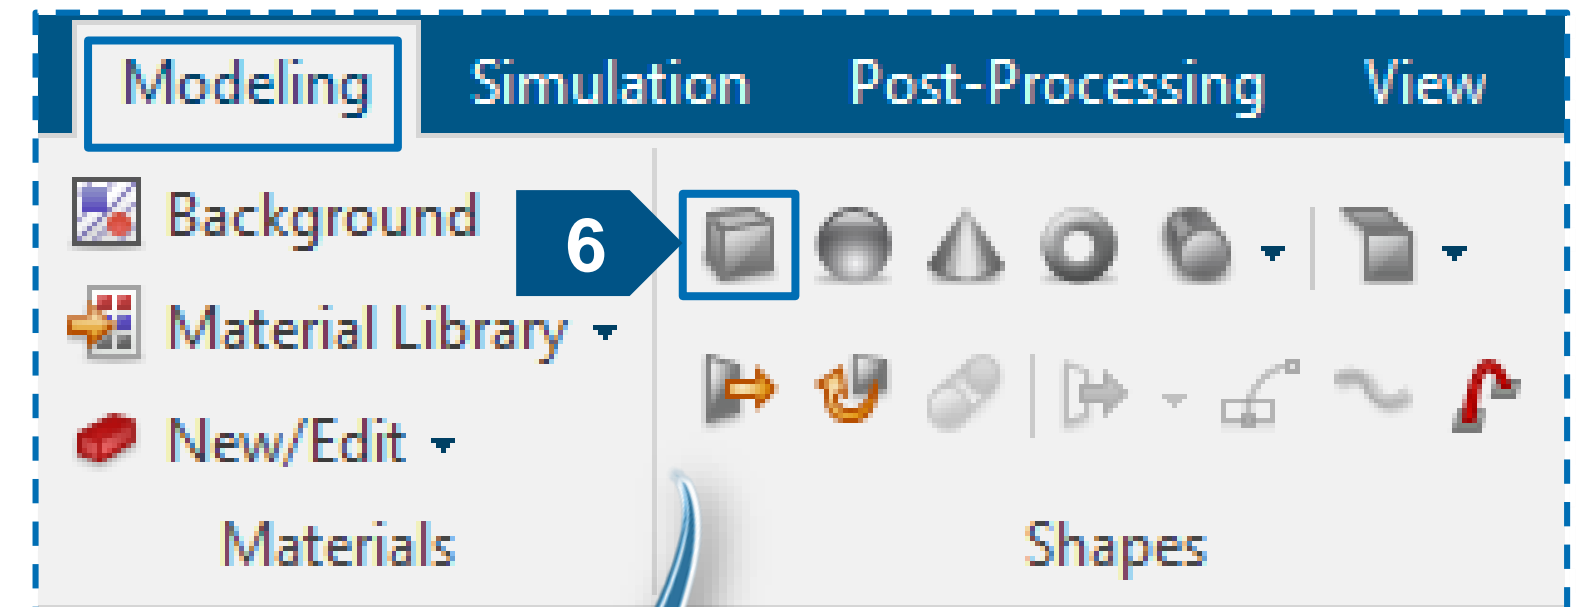 Modeling Simulation Post-Processing View
Background
6
Material Library
New/Edit
Materials
Shapes